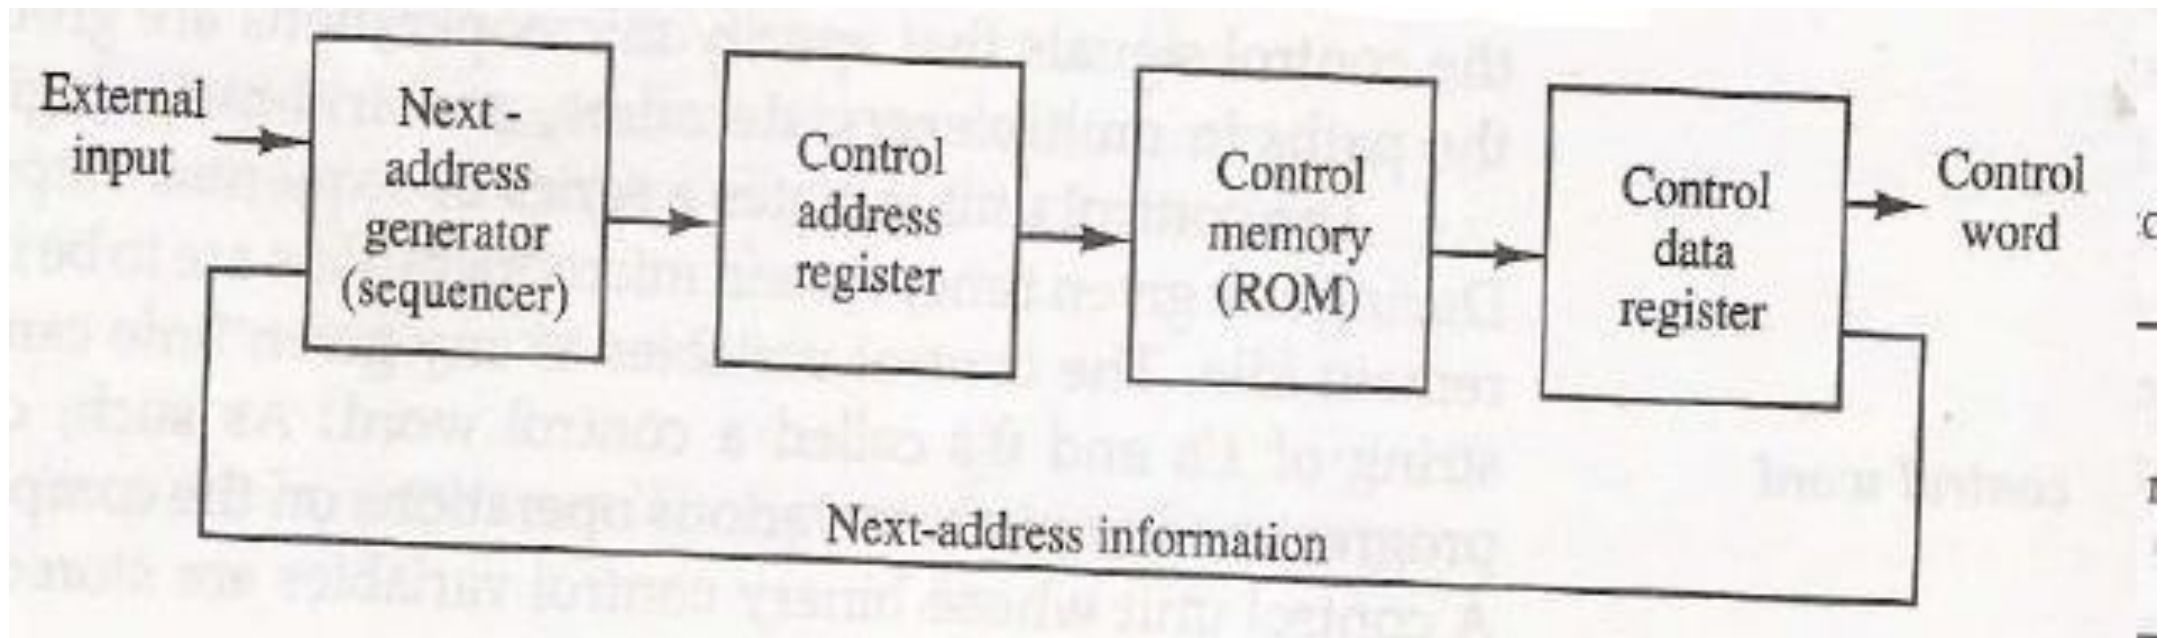 External
input
Next-
address
generator
(sequencer)
Control
address
register
Control
memory
(ROM)
Control
data
register
Control
word
Next-address information